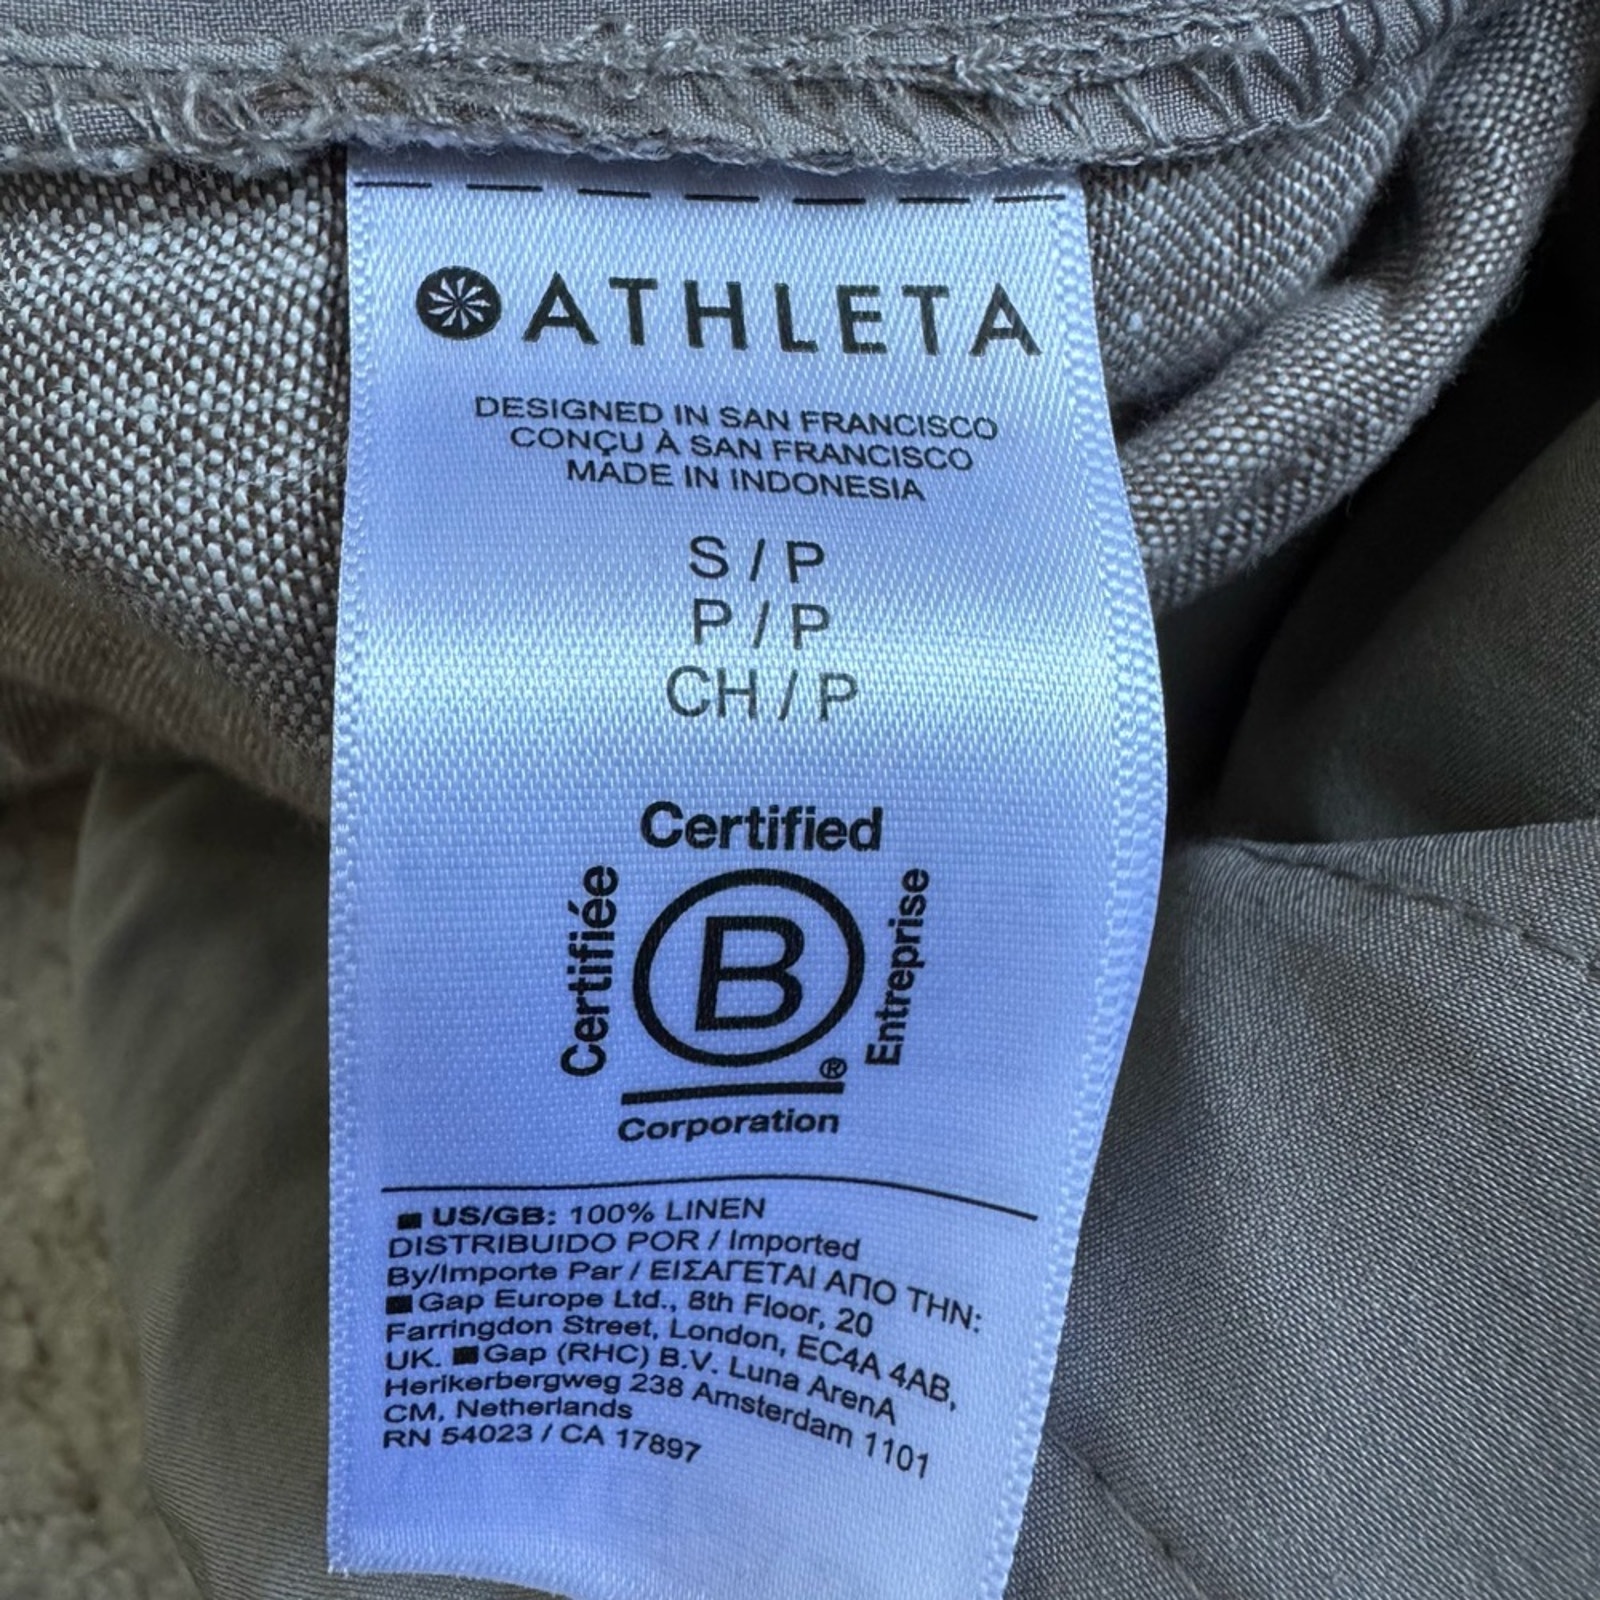 ATHLETA
DESIGNED IN SAN FRANCISCO
CONÇU À SAN FRANCISCO
MADE IN INDONESIA
S / P
P / P
CH / P
Certified
Certifiée
B
®
Entreprise
Corporation
US/GB: 100% LINEN
DISTRIBUIDO POR / Imported
By/Importe Par / ΕΙΣΑΓΕΤΑΙ ΑΠΟ ΤΗΝ:
Gap Europe Ltd., 8th Floor, 20
Farringdon Street, London, EC4A 4AB,
UK. Gap (RHC) B.V. Luna ArenA
Herikerbergweg 238 Amsterdam 1101
CM, Netherlands
RN 54023 / CA 17897